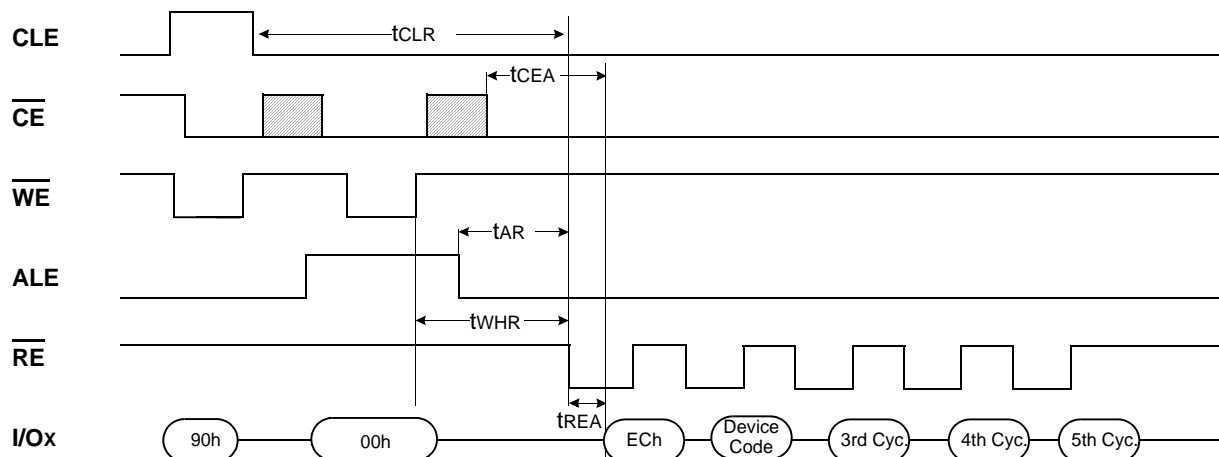 CLE
tCLR
tCEA
CE
WE
tAR
ALE
tWHR
RE
tREA
I/Ox
90h
00h
ECh
Device
Code
3rd Cyc.
4th Cyc.
5th Cyc.